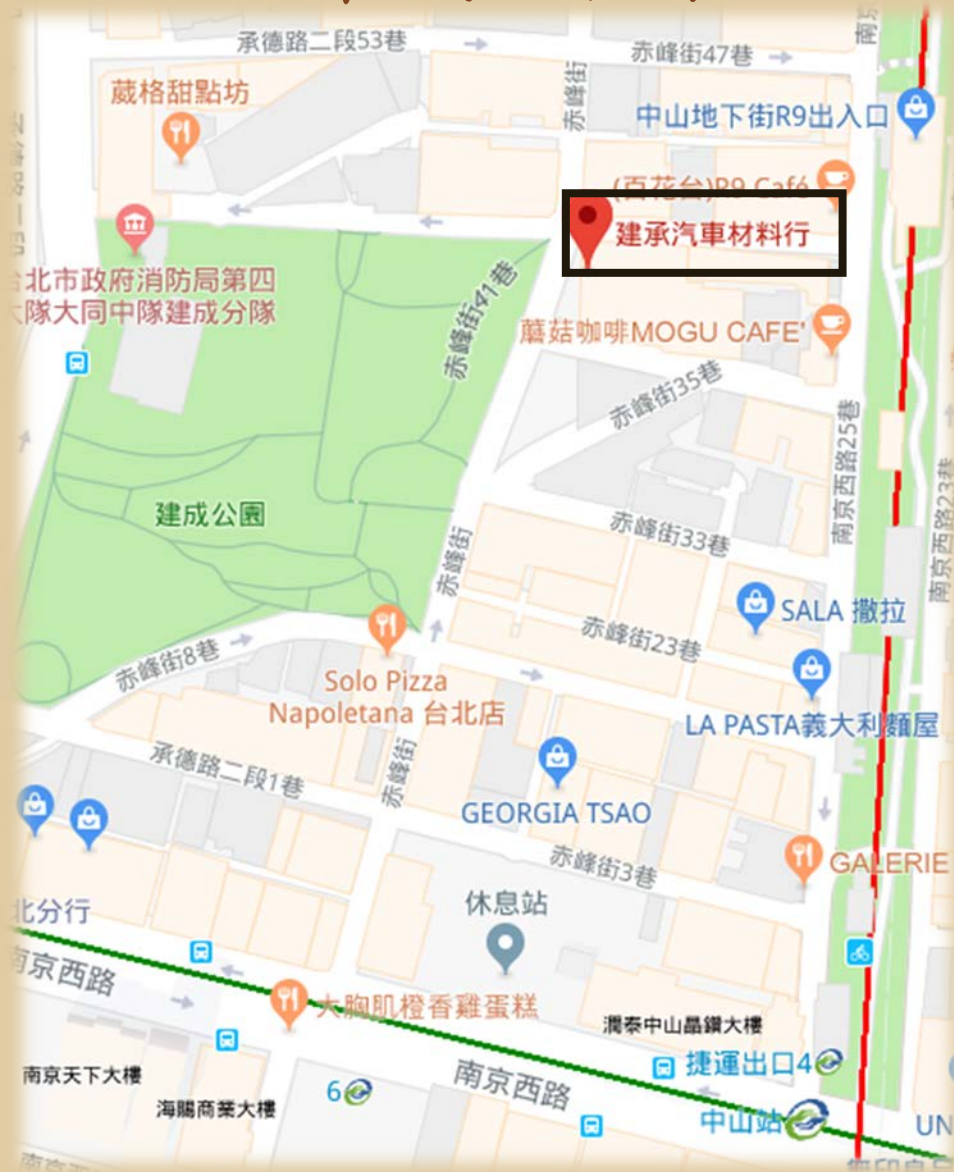 承德路二段53巷
赤峰街47巷
赤峰街
葳格甜點坊
中山地下街R9出入口
(百花台)R9 Café
建承汽車材料行
台北市政府消防局第四
大隊大同中隊建成分隊
赤峰街41巷
蘑菇咖啡MOGU CAFE'
赤峰街35巷
南京西路25巷
南京西路23巷
建成公園
赤峰街33巷
赤峰街
SALA 撒拉
赤峰街23巷
赤峰街8巷
Solo Pizza
Napoletana 台北店
LA PASTA義大利麵屋
承德路二段1巷
赤峰街
GEORGIA TSAO
赤峰街3巷
GALERIE
休息站
北分行
南京西路
大胸肌橙香雞蛋糕
潤泰中山晶鑽大樓
捷運出口4
南京西路
南京天下大樓
6
海賜商業大樓
中山站
UN